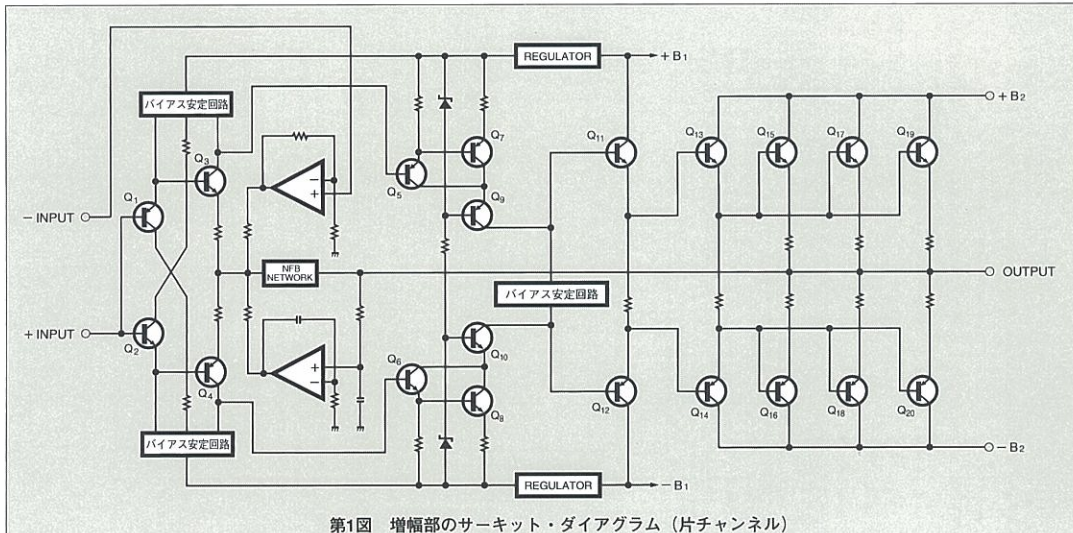 REGULATOR
+B1
バイアス安定回路
+B2
Q7
Q11
Q13
Q15
Q17
Q19
Q3
Q5
Q1
Q9
− INPUT
NFB
NETWORK
OUTPUT
バイアス安定回路
+ INPUT
Q2
Q10
Q6
Q4
Q8
Q12
Q14
Q16
Q18
Q20
バイアス安定回路
−B2
REGULATOR
−B1
第1図 増幅部のサーキット・ダイアグラム（片チャンネル）